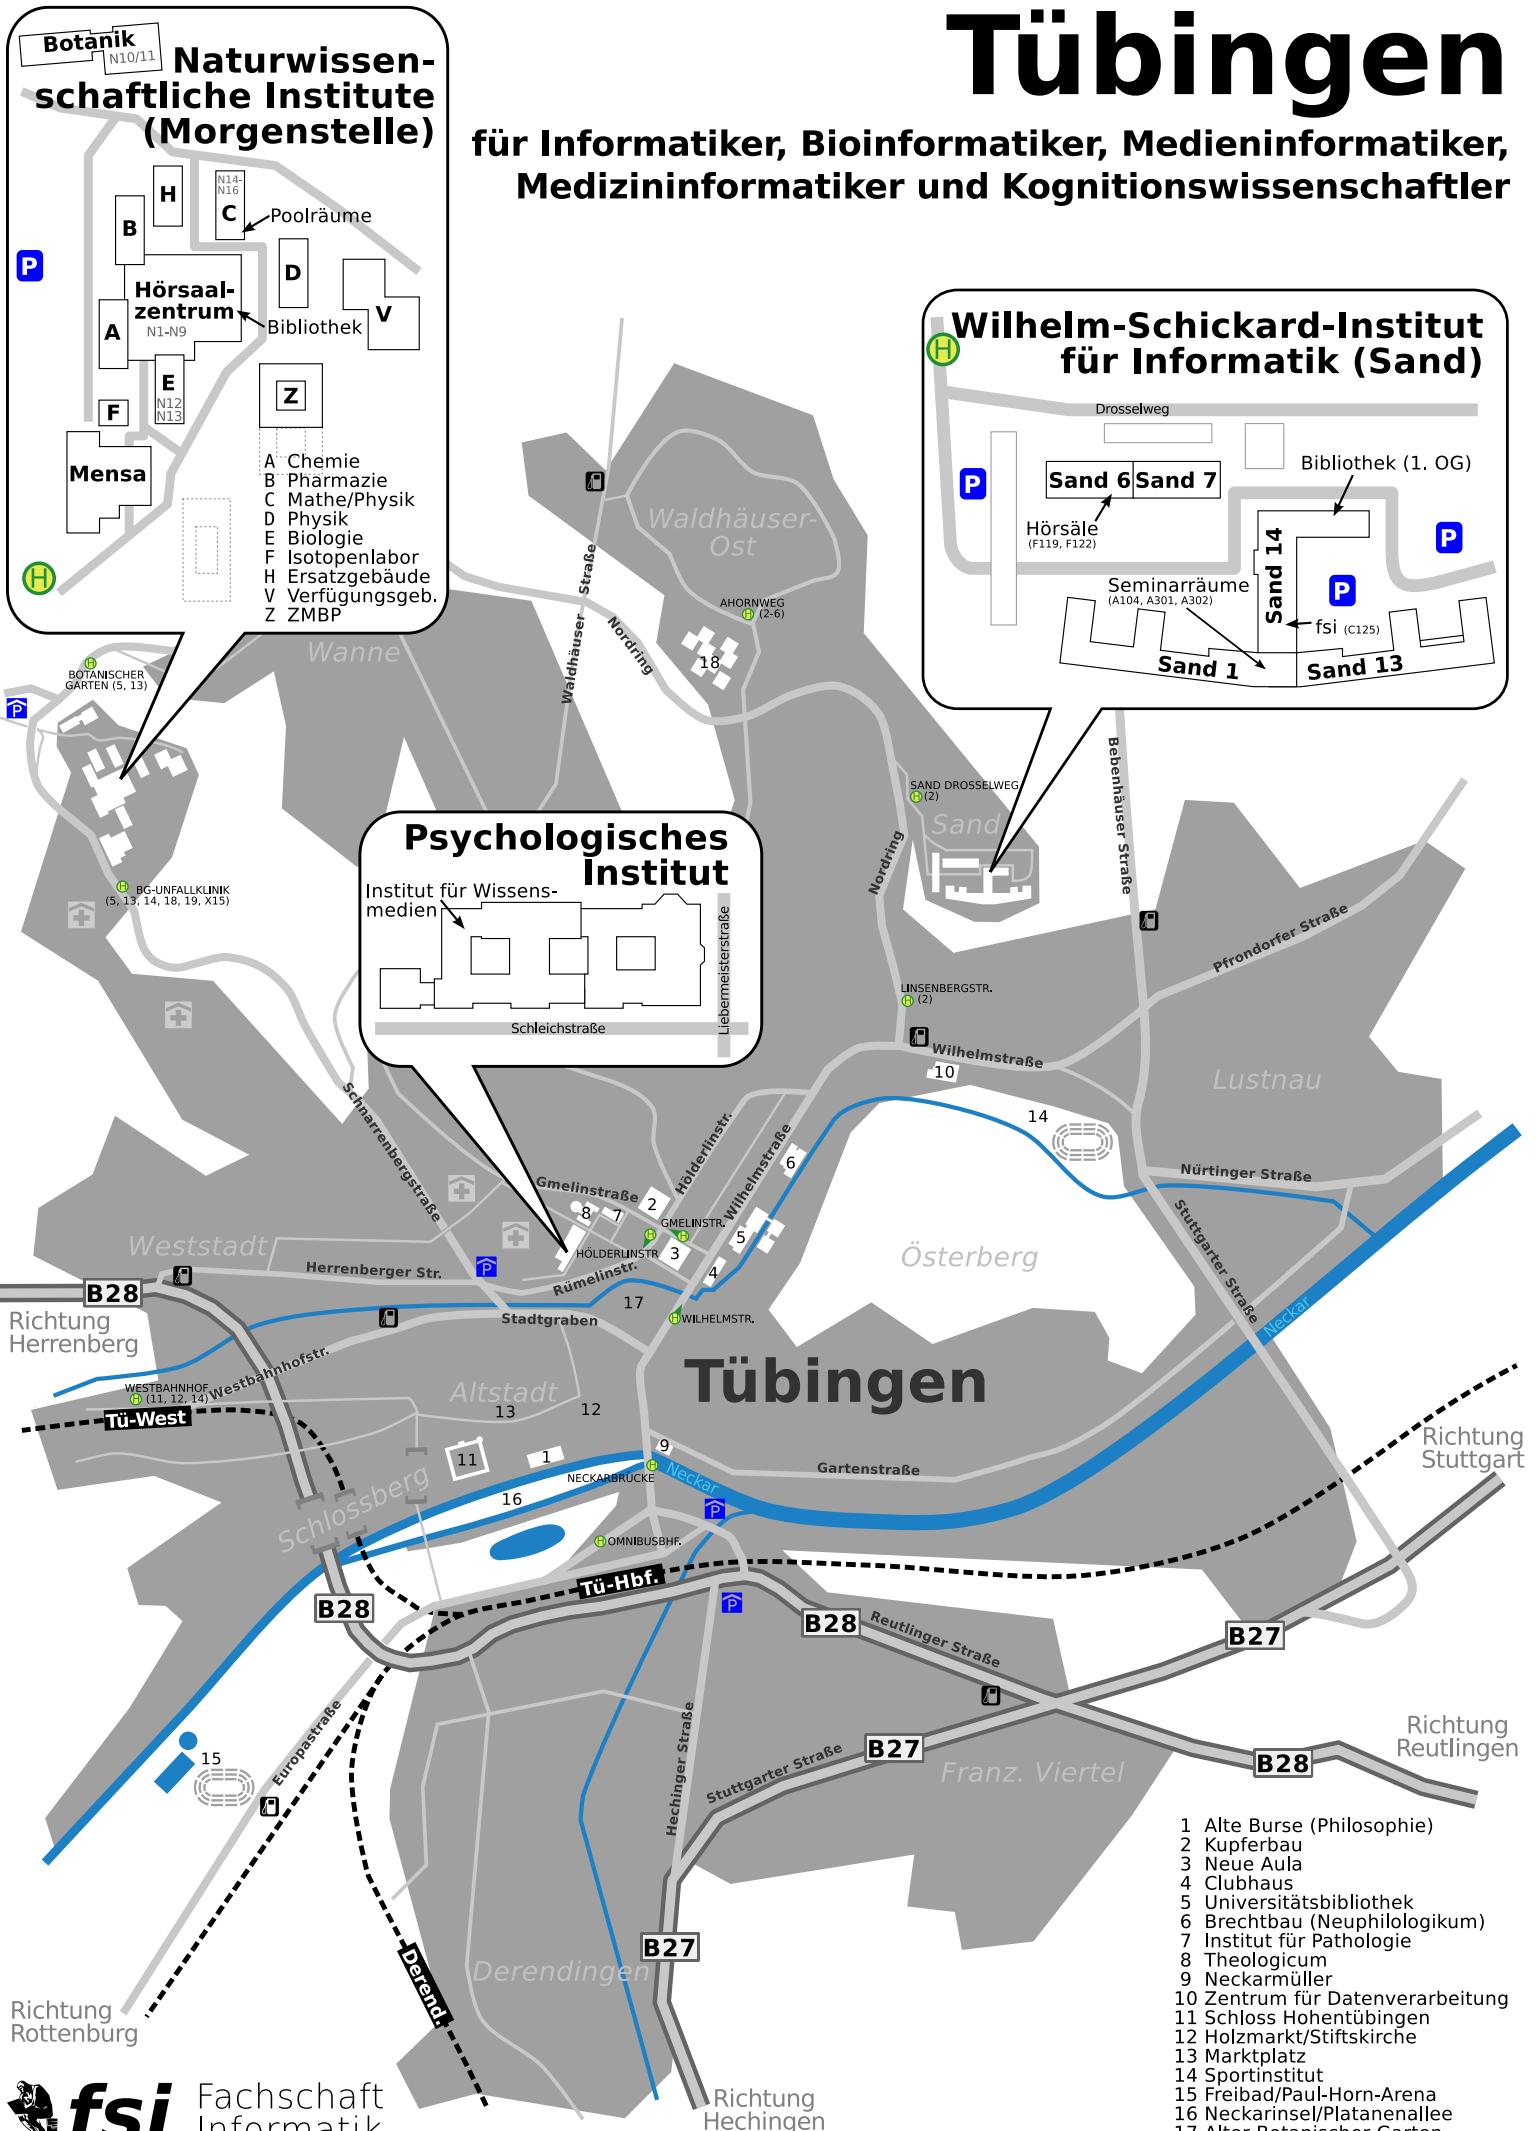 Tübingen
für Informatiker, Bioinformatiker, Medieninformatiker,
Medizininformatiker und Kognitionswissenschaftler
Botanik
N10/11
Naturwissen-
schaftliche Institute
(Morgenstelle)
H
N14-
N16
C
Poolräume
B
P
D
Hörsaal-
zentrum
N1-N9
V
A
Bibliothek
E
N12
N13
Z
F
Mensa
A Chemie
B Pharmazie
C Mathe/Physik
D Physik
E Biologie
F Isotopenlabor
H Ersatzgebäude
V Verfügungsgeb.
Z ZMBP
H
Wilhelm-Schickard-Institut
für Informatik (Sand)
H
Drosselweg
Bibliothek (1. OG)
Sand 6
Sand 7
P
Hörsäle
(F119, F122)
P
Sand 14
Seminarräume
(A104, A301, A302)
P
fsi (C125)
Sand 1
Sand 13
Waldhäuser-
Ost
Waldhäuser Straße
AHORNWEG
H (2-6)
Nordring
18
Wanne
H
BOTANISCHER
GARTEN (5, 13)
P
Bebenhäuser Straße
SAND DROSSELWEG
H (2)
Sand
Nordring
Psychologisches
Institut
Institut für Wissens-
medien
Liebermeisterstraße
Schleichstraße
H BG-UNFALLKLINIK
(5, 13, 14, 18, 19, X15)
Pfrondorfer Straße
LINSENBERGSTR.
H (2)
Wilhelmstraße
10
Lustnau
14
Schnarrenbergstraße
Hölderlinstr.
Wilhelmstraße
6
Nürtinger Straße
Gmelinstraße
2
8
7
GMELINSTR.
H
H
HÖLDERLINSTR
3
5
4
Stuttgarter Straße
Weststadt
Österberg
Herrenberger Str.
P
Rümelinstr.
B28
Richtung
Herrenberg
17
Stadtgraben
H WILHELMSTR.
Neckar
Westbahnhofstr.
Tübingen
WESTBAHNHOF
H (11, 12, 14)
Tü-West
Altstadt
13
12
Richtung
Stuttgart
11
1
9
Gartenstraße
H
NECKARBRÜCKE
Neckar
Schlossberg
16
P
H OMNIBUSBHF.
Tü-Hbf.
P
B28
B28
Reutlinger Straße
B27
Europastraße
Hechinger Straße
Stuttgarter Straße
B27
Richtung
Reutlingen
B28
15
Franz. Viertel
B27
Derendingen
Derend.
Richtung
Rottenburg
Richtung
Hechingen
fsi
Fachschaft
Informatik
1 Alte Burse (Philosophie)
2 Kupferbau
3 Neue Aula
4 Clubhaus
5 Universitätsbibliothek
6 Brechtbau (Neuphilologikum)
7 Institut für Pathologie
8 Theologicum
9 Neckarmüller
10 Zentrum für Datenverarbeitung
11 Schloss Hohentübingen
12 Holzmarkt/Stiftskirche
13 Marktplatz
14 Sportinstitut
15 Freibad/Paul-Horn-Arena
16 Neckarinsel/Platanenallee
17 Alter Botanischer Garten